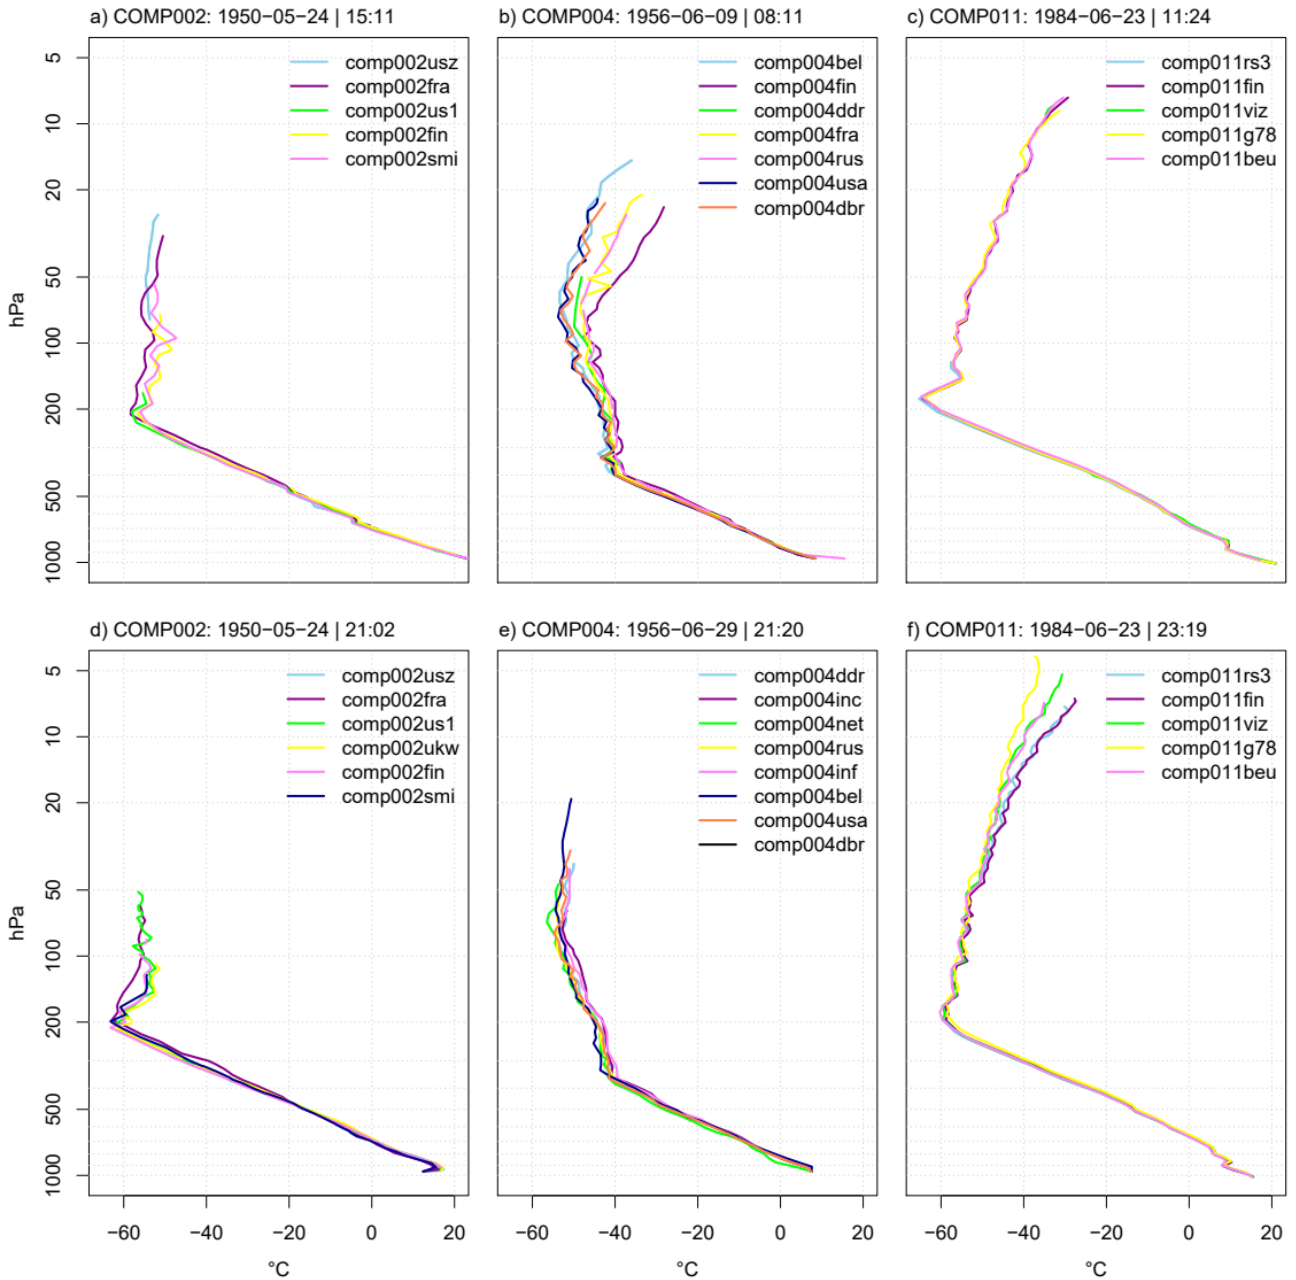 a) COMP002: 1950−05−24 | 15:11
b) COMP004: 1956−06−09 | 08:11
c) COMP011: 1984−06−23 | 11:24
comp002usz
comp002fra
comp002us1
comp002fin
comp002smi
comp004bel
comp004fin
comp004ddr
comp004fra
comp004rus
comp004usa
comp004dbr
comp011rs3
comp011fin
comp011viz
comp011g78
comp011beu
hPa
5
10
20
50
100
200
500
1000
d) COMP002: 1950−05−24 | 21:02
e) COMP004: 1956−06−29 | 21:20
f) COMP011: 1984−06−23 | 23:19
comp002usz
comp002fra
comp002us1
comp002ukw
comp002fin
comp002smi
comp004ddr
comp004inc
comp004net
comp004rus
comp004inf
comp004bel
comp004usa
comp004dbr
comp011rs3
comp011fin
comp011viz
comp011g78
comp011beu
hPa
5
10
20
50
100
200
500
1000
−60 −40 −20 0 20
−60 −40 −20 0 20
−60 −40 −20 0 20
°C
°C
°C